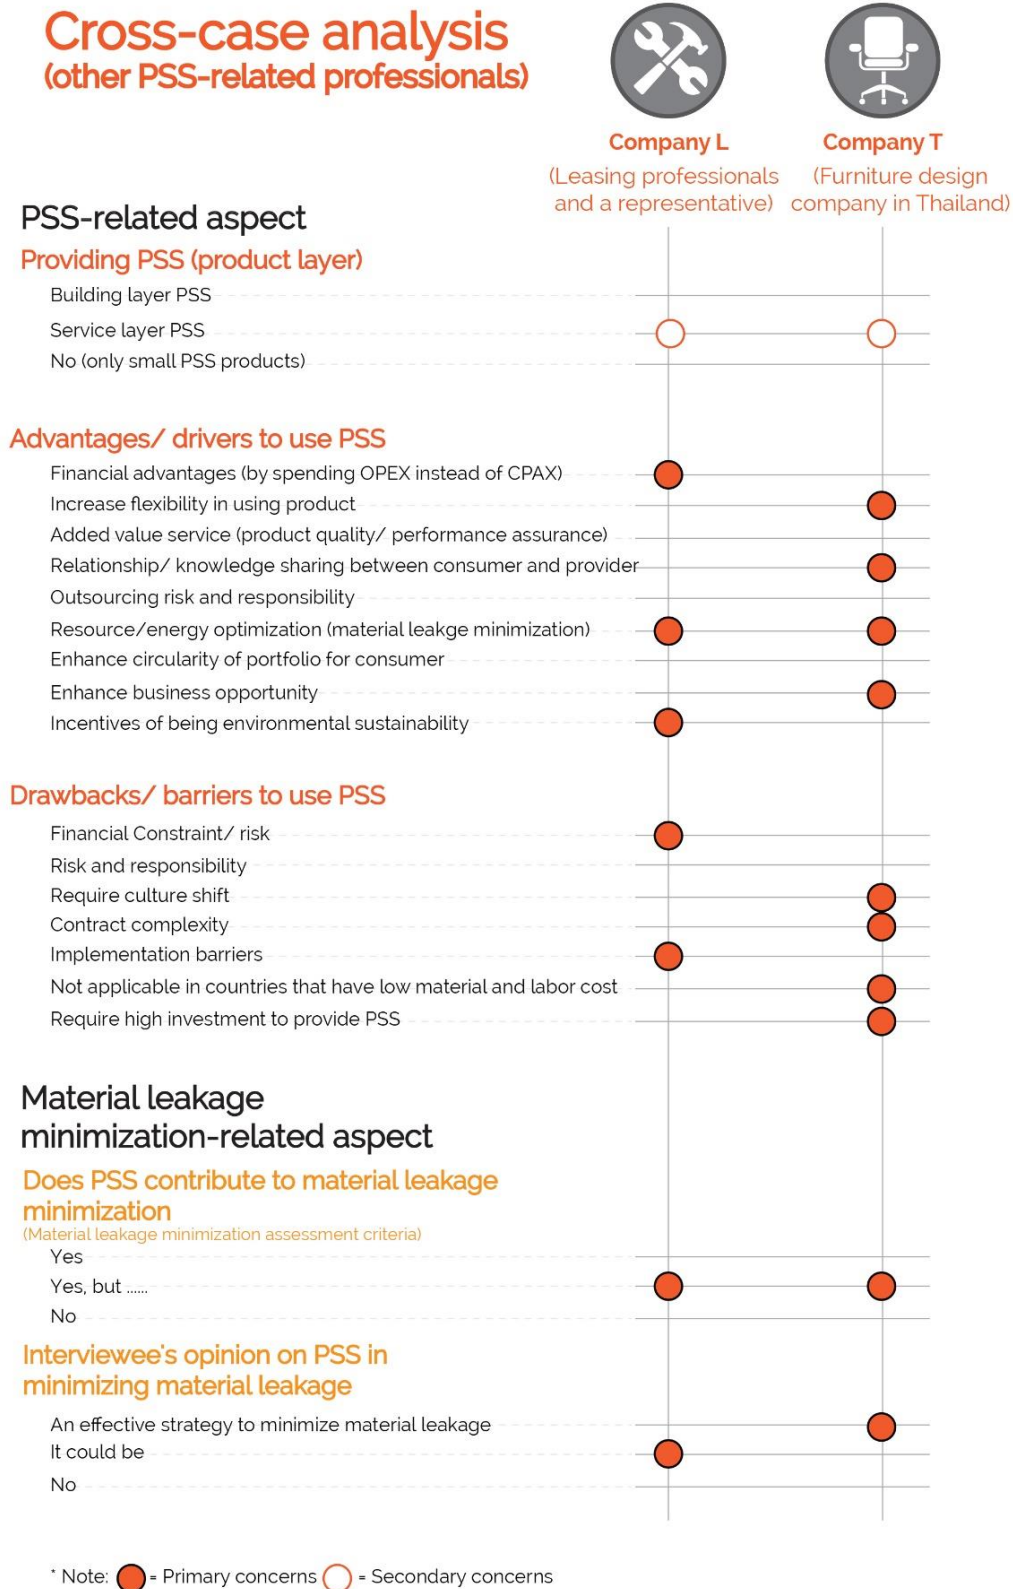 Cross-case analysis
(other PSS-related professionals)
Company L
(Leasing professionals
and a representative)
Company T
(Furniture design
company in Thailand)
PSS-related aspect
Providing PSS (product layer)
Building layer PSS
Service layer PSS
No (only small PSS products)
Advantages/ drivers to use PSS
Financial advantages (by spending OPEX instead of CPAX)
Increase flexibility in using product
Added value service (product quality/ performance assurance)
Relationship/ knowledge sharing between consumer and provider
Outsourcing risk and responsibility
Resource/energy optimization (material leakge minimization)
Enhance circularity of portfolio for consumer
Enhance business opportunity
Incentives of being environmental sustainability
Drawbacks/ barriers to use PSS
Financial Constraint/ risk
Risk and responsibility
Require culture shift
Contract complexity
Implementation barriers
Not applicable in countries that have low material and labor cost
Require high investment to provide PSS
Material leakage
minimization-related aspect
Does PSS contribute to material leakage
minimization
(Material leakage minimization assessment criteria)
Yes
Yes, but ......
No
Interviewee's opinion on PSS in
minimizing material leakage
An effective strategy to minimize material leakage
It could be
No
* Note: = Primary concerns = Secondary concerns